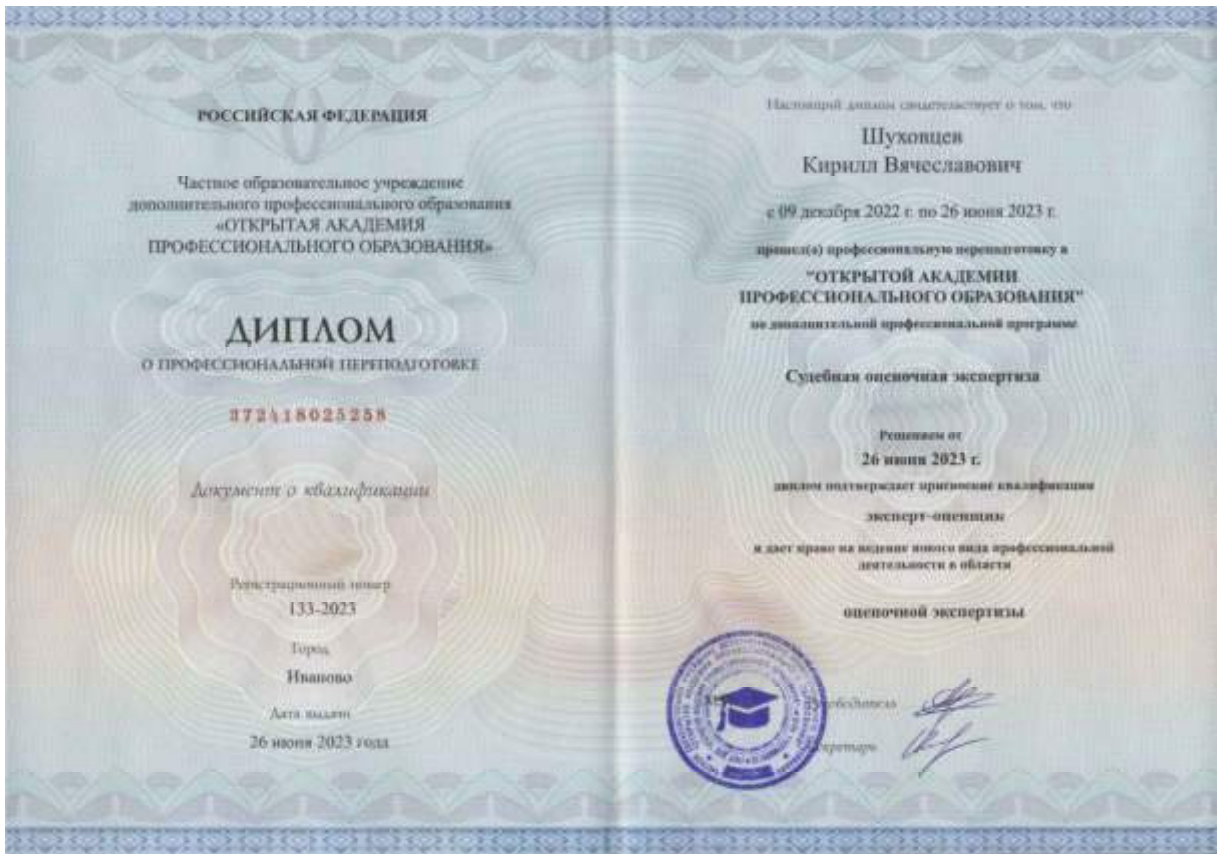 РОССИЙСКАЯ ФЕДЕРАЦИЯ
Частное образовательное учреждение
дополнительного профессионального образования
«ОТКРЫТАЯ АКАДЕМИЯ
ПРОФЕССИОНАЛЬНОГО ОБРАЗОВАНИЯ»
ДИПЛОМ
О ПРОФЕССИОНАЛЬНОЙ ПЕРЕПОДГОТОВКЕ
372418025258
Документ о квалификации
Регистрационный номер
133-2023
Город
Иваново
Дата выдачи
26 июня 2023 года
Настоящий диплом свидетельствует о том, что
Шуховцев
Кирилл Вячеславович
с 09 декабря 2022 г. по 26 июня 2023 г.
прошел(а) профессиональную переподготовку в
"ОТКРЫТОЙ АКАДЕМИИ
ПРОФЕССИОНАЛЬНОГО ОБРАЗОВАНИЯ"
по дополнительной профессиональной программе
Судебная оценочная экспертиза
Решением от
26 июня 2023 г.
диплом подтверждает присвоение квалификации
эксперт-оценщик
и дает право на ведение нового вида профессиональной
деятельности в области
оценочной экспертизы